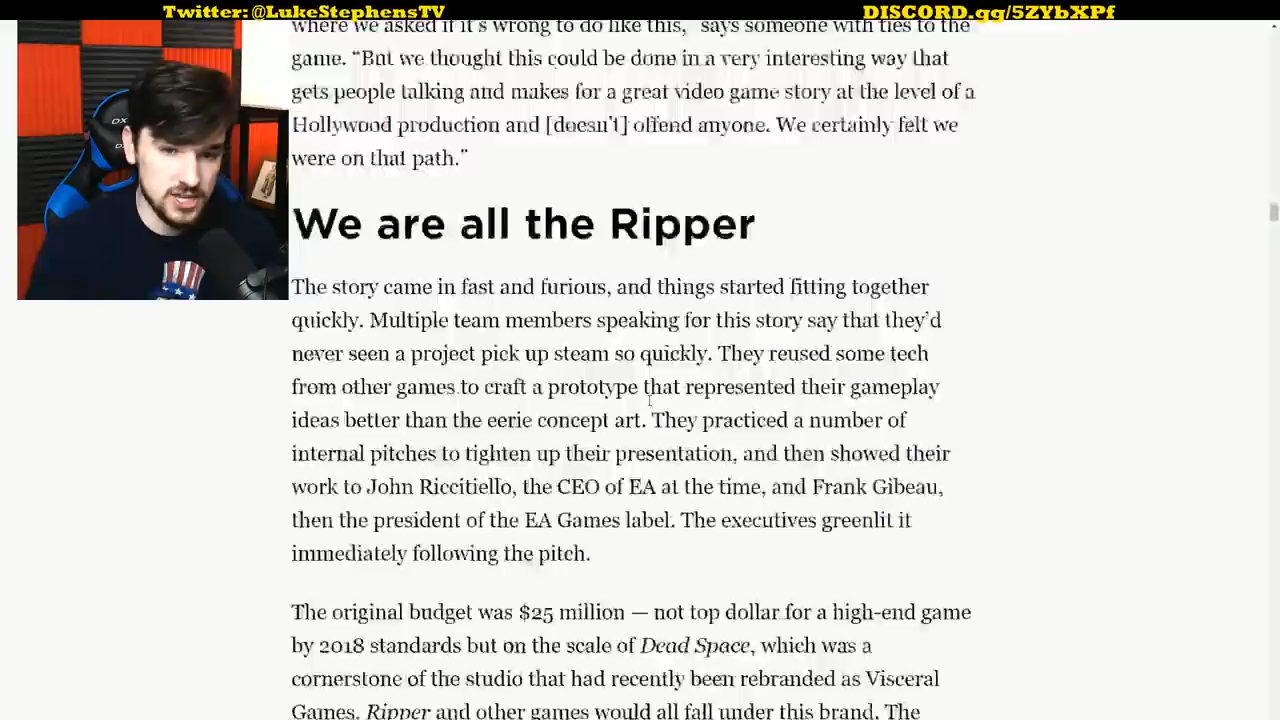 Twitter: @LukeStephensTV
DISCORD.gg/5ZYbXPf
where we asked if it's wrong to do like this," says someone with ties to the
game. "But we thought this could be done in a very interesting way that
gets people talking and makes for a great video game story at the level of a
Hollywood production and [doesn't] offend anyone. We certainly felt we
were on that path."
We are all the Ripper
The story came in fast and furious, and things started fitting together
quickly. Multiple team members speaking for this story say that they'd
never seen a project pick up steam so quickly. They reused some tech
from other games to craft a prototype that represented their gameplay
ideas better than the eerie concept art. They practiced a number of
internal pitches to tighten up their presentation, and then showed their
work to John Riccitiello, the CEO of EA at the time, and Frank Gibeau,
then the president of the EA Games label. The executives greenlit it
immediately following the pitch.
The original budget was $25 million — not top dollar for a high-end game
by 2018 standards but on the scale of Dead Space, which was a
cornerstone of the studio that had recently been rebranded as Visceral
Games. Ripper and other games would all fall under this brand. The
DX